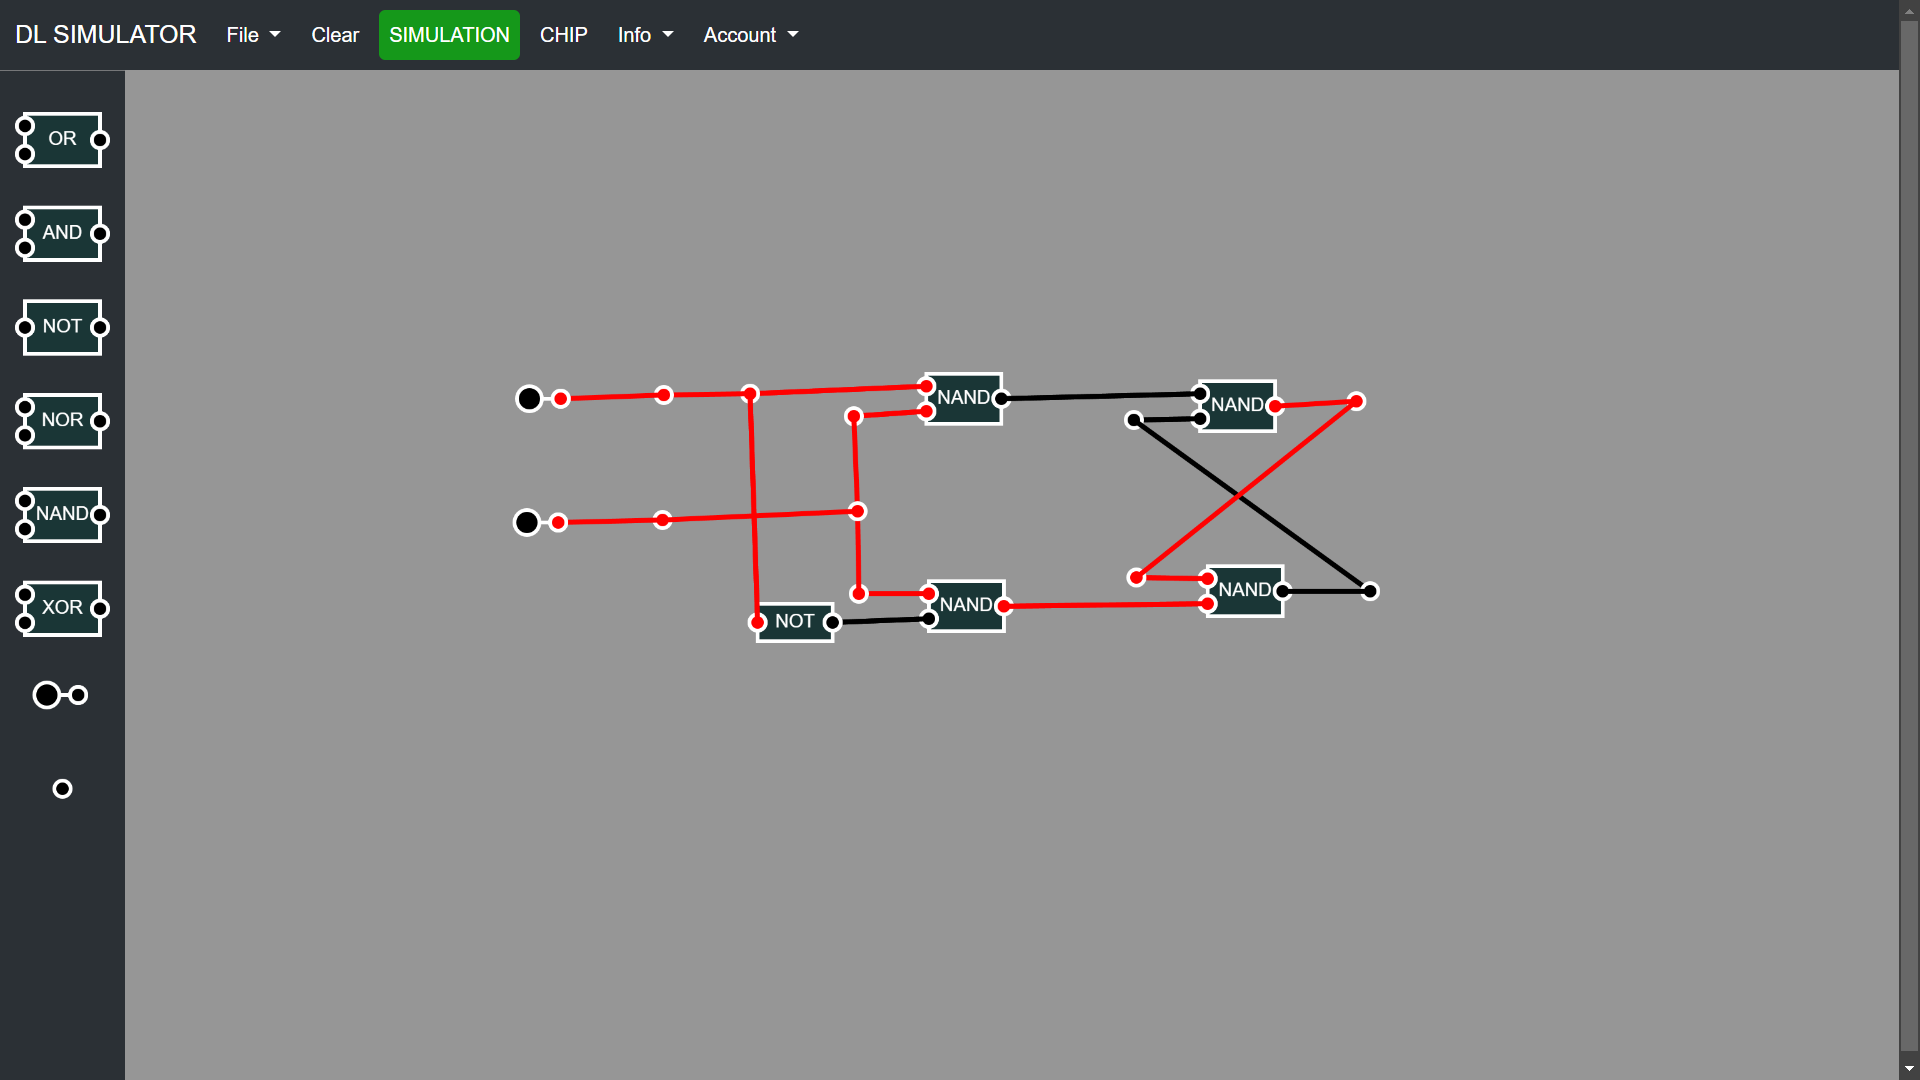 DL SIMULATOR File Clear SIMULATION CHIP Info Account
OR
AND
NOT
NOR
NAND
XOR
NAND
NAND
NAND
NAND
NOT